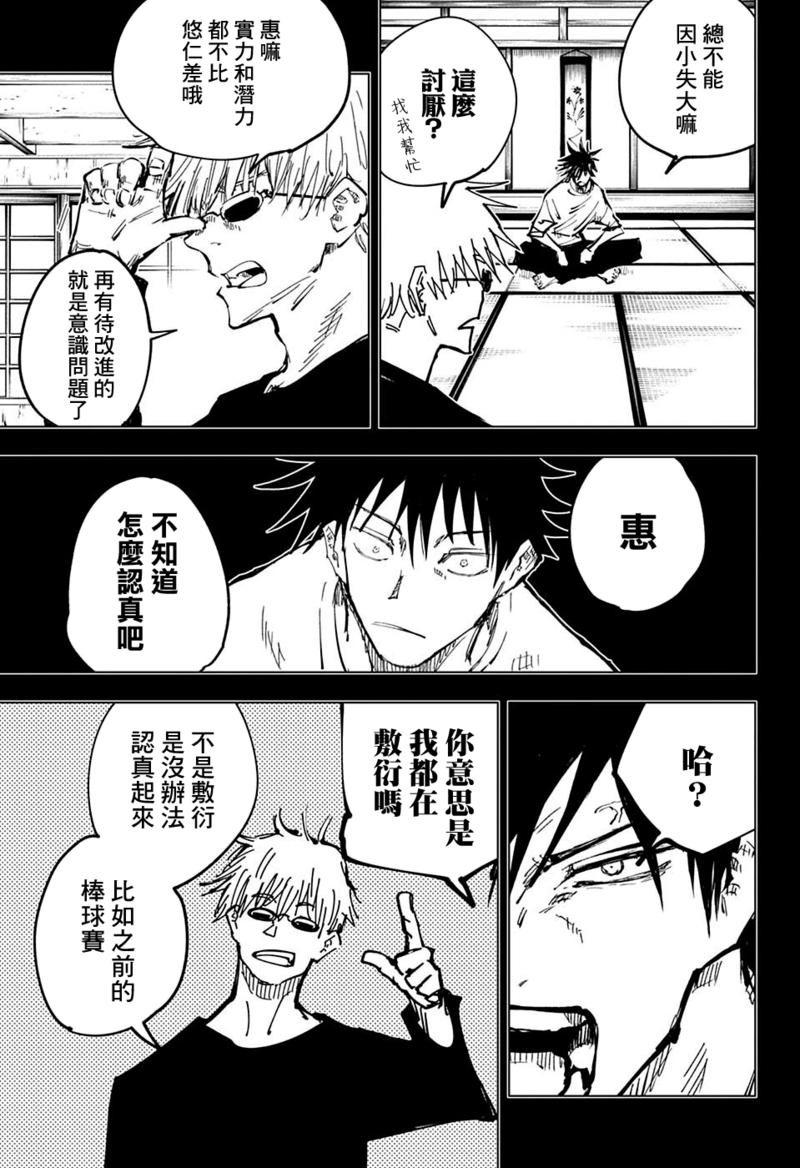 總不能
因小失大嘛
這麼
討厭？
找我幫忙
惠嘛
實力和潛力
都不比
悠仁差哦
再有待改進的
就是意識問題了
惠
不知道
怎麼認真吧
哈？
你意思是
我都在
敷衍嗎
不是敷衍
是沒辦法
認真起來
比如之前的
棒球賽